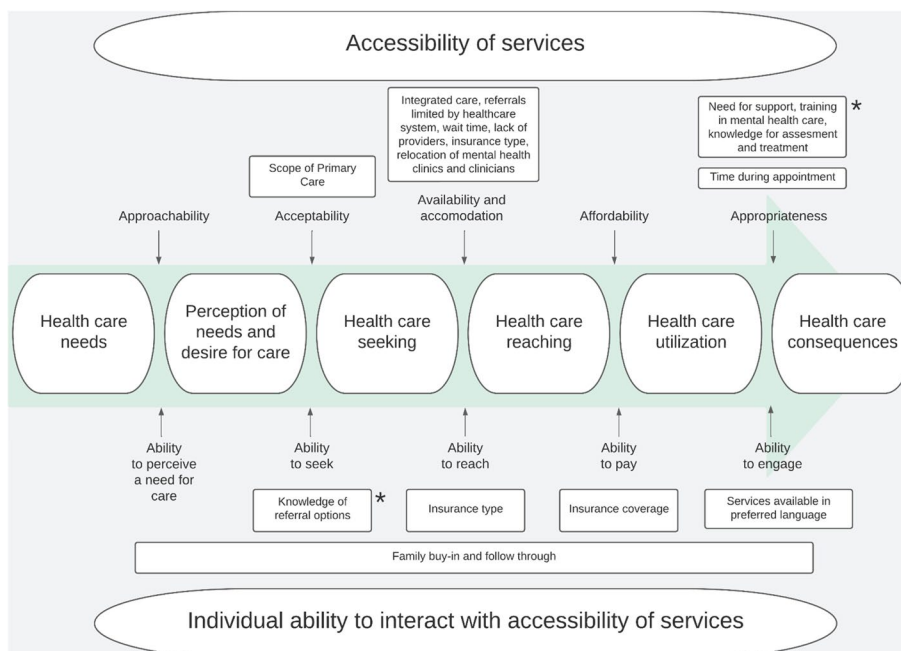 Accessibility of services
Integrated care, referrals
limited by healthcare
system, wait time, lack of
providers, insurance type,
relocation of mental health
clinics and clinicians
Need for support, training
in mental health care,
knowledge for assesment
and treatment
*
Scope of Primary
Care
Time during appointment
Approachability
Acceptability
Availability and
accomodation
Affordability
Appropriateness
Health care
needs
Perception of
needs and
desire for care
Health care
seeking
Health care
reaching
Health care
utilization
Health care
consequences
Ability
to perceive
a need for
care
Ability
to seek
Ability
to reach
Ability
to pay
Ability
to engage
Knowledge of
referral options
*
Insurance type
Insurance coverage
Services available in
preferred language
Family buy-in and follow through
Individual ability to interact with accessibility of services